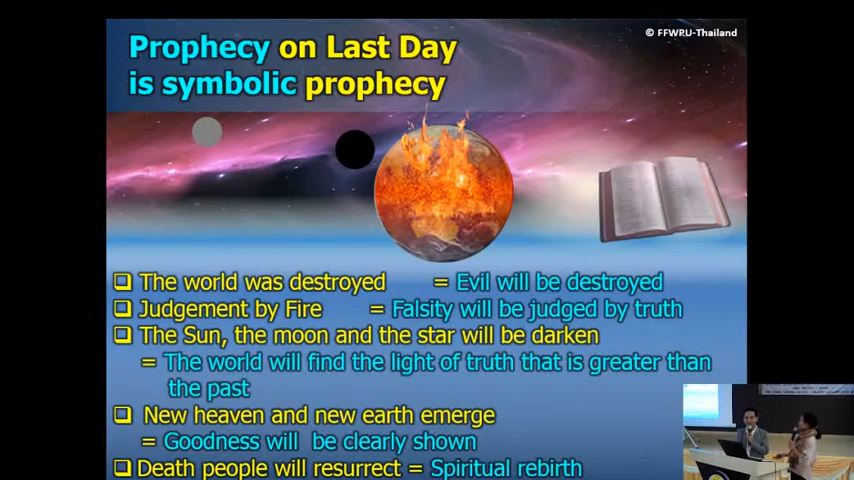 © FFWPU-Thailand
Prophecy on Last Day
is symbolic prophecy
❑ The world was destroyed = Evil will be destroyed
❑ Judgement by Fire = Falsity will be judged by truth
❑ The Sun, the moon and the star will be darken
= The world will find the light of truth that is greater than
the past
❑ New heaven and new earth emerge
= Goodness will be clearly shown
❑ Death people will resurrect = Spiritual rebirth